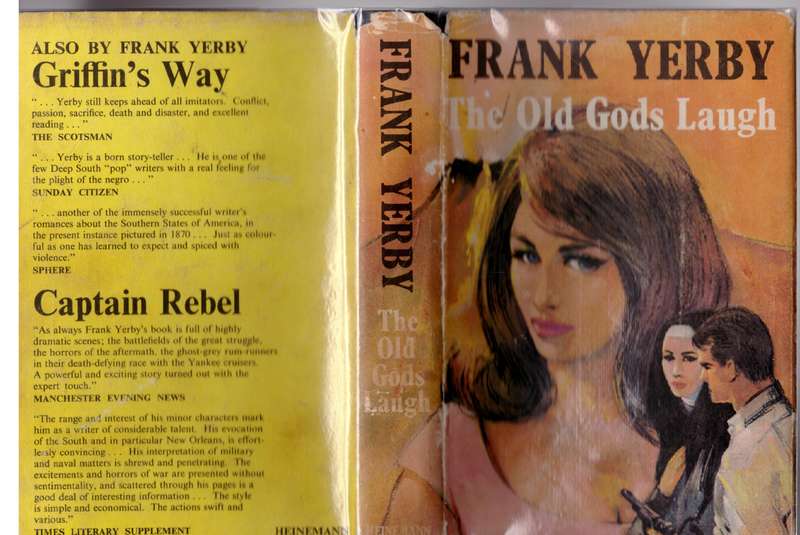 ALSO BY FRANK YERBY
Griffin's Way
" . . . Yerby still keeps ahead of all imitators. Conflict,
passion, sacrifice, death and disaster, and excellent
reading . . . "
THE SCOTSMAN
" . . . Yerby is a born story-teller . . . He is one of the
few Deep South "pop" writers with a real feeling for
the plight of the negro . . . "
SUNDAY CITIZEN
" . . . another of the immensely successful writer's
romances about the Southern States of America, in
the present instance pictured in 1870 . . . Just as colour-
ful as one has learned to expect and spiced with
violence."
SPHERE
Captain Rebel
"As always Frank Yerby's book is full of highly
dramatic scenes; the battlefields of the great struggle,
the horrors of the aftermath, the ghost-grey rum-runners
in their death-defying race with the Yankee cruisers.
A powerful and exciting story turned out with the
expert touch."
MANCHESTER EVENING NEWS
"The range and interest of his minor characters mark
him as a writer of considerable talent. His evocation
of the South and in particular New Orleans, is effort-
lessly convincing . . . His interpretation of military
and naval matters is shrewd and penetrating. The
excitements and horrors of war are presented without
sentimentality, and scattered through his pages is a
good deal of interesting information . . . The style
is simple and economical. The actions swift and
various."
TIMES LITERARY SUPPLEMENT
HEINEMANN
FRANK YERBY
The
Old
Gods
Laugh
HEINEMANN
FRANK YERBY
The Old Gods Laugh